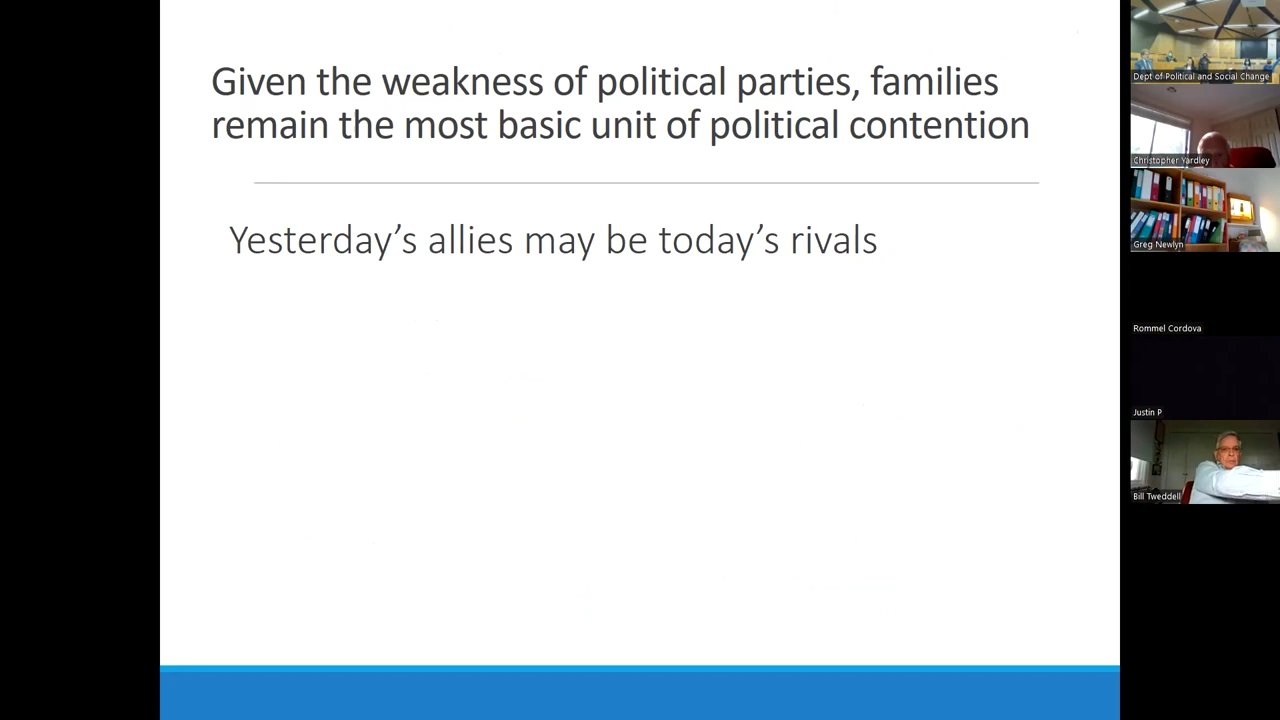 Given the weakness of political parties, families
remain the most basic unit of political contention
Yesterday’s allies may be today’s rivals
Dept of Political and Social Change
Christopher Yardley
Greg Newlyn
Rommel Cordova
Justin P
Bill Tweddell